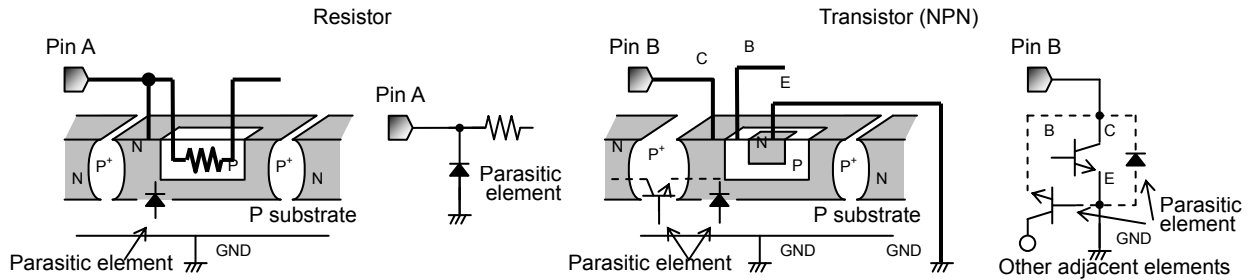 Resistor
Transistor (NPN)
Pin A
N
P
P+
P+
N
N
P substrate
Parasitic element
GND
Pin A
Parasitic
element
Pin B
C
B
E
N
P
P+
P+
N
N
P substrate
Parasitic element
GND
GND
Pin B
B
C
E
GND
Parasitic
element
Other adjacent elements